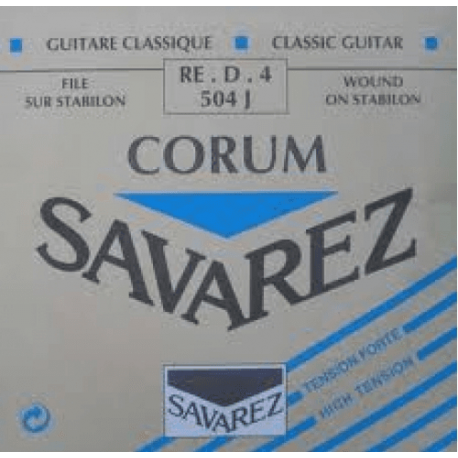 GUITARE CLASSIQUE
CLASSIC GUITAR
FILE
SUR STABILON
RE . D . 4
504 J
WOUND
ON STABILON
CORUM
SAVAREZ
TENSION FORTE
HIGH TENSION
SAVAREZ